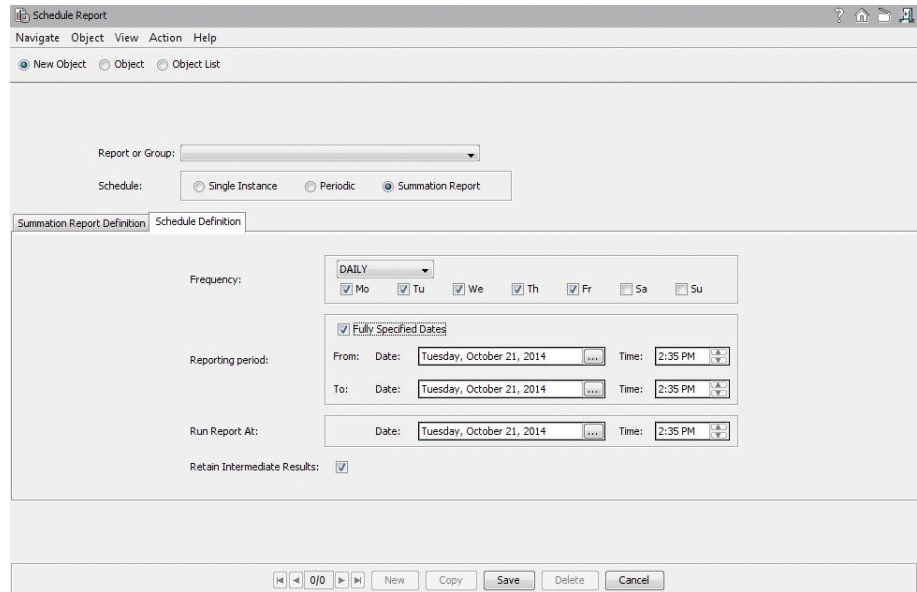 Schedule Report
Navigate Object View Action Help
New Object Object Object List
Report or Group:
Schedule: Single Instance Periodic Summation Report
Summation Report Definition Schedule Definition
Frequency: DAILY
Mo Tu We Th Fr Sa Su
Fully Specified Dates
Reporting period: From: Date: Tuesday, October 21, 2014 ... Time: 2:35 PM
To: Date: Tuesday, October 21, 2014 ... Time: 2:35 PM
Run Report At: Date: Tuesday, October 21, 2014 ... Time: 2:35 PM
Retain Intermediate Results:
0/0 New Copy Save Delete Cancel